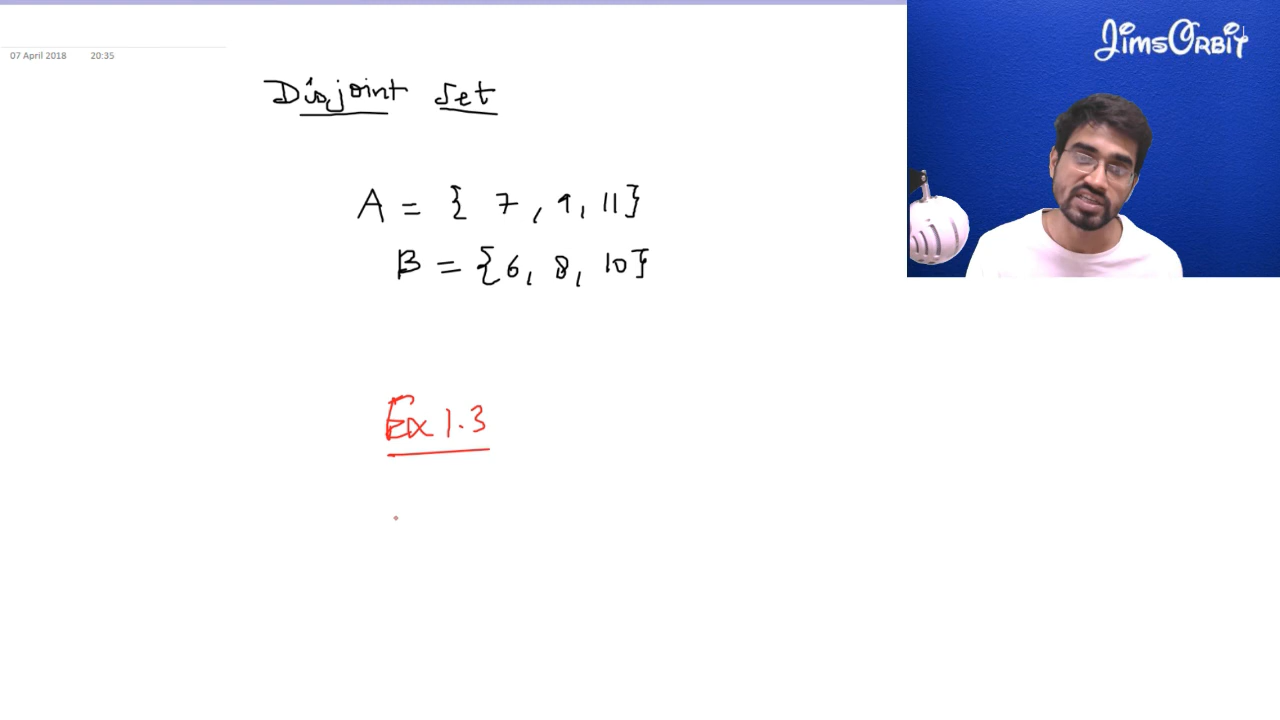 07 April 2018 20:35
JimsOrbit
Disjoint Set
A = { 7, 9, 11}
B = {6, 8, 10}
Ex 1.3